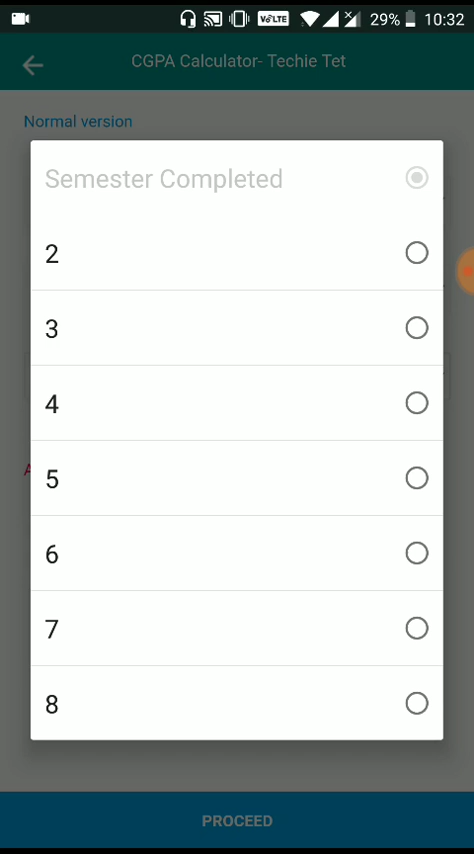 VoLTE 29% 10:32
CGPA Calculator- Techie Tet
Normal version
Semester Completed
2
3
4
5
6
7
8
PROCEED